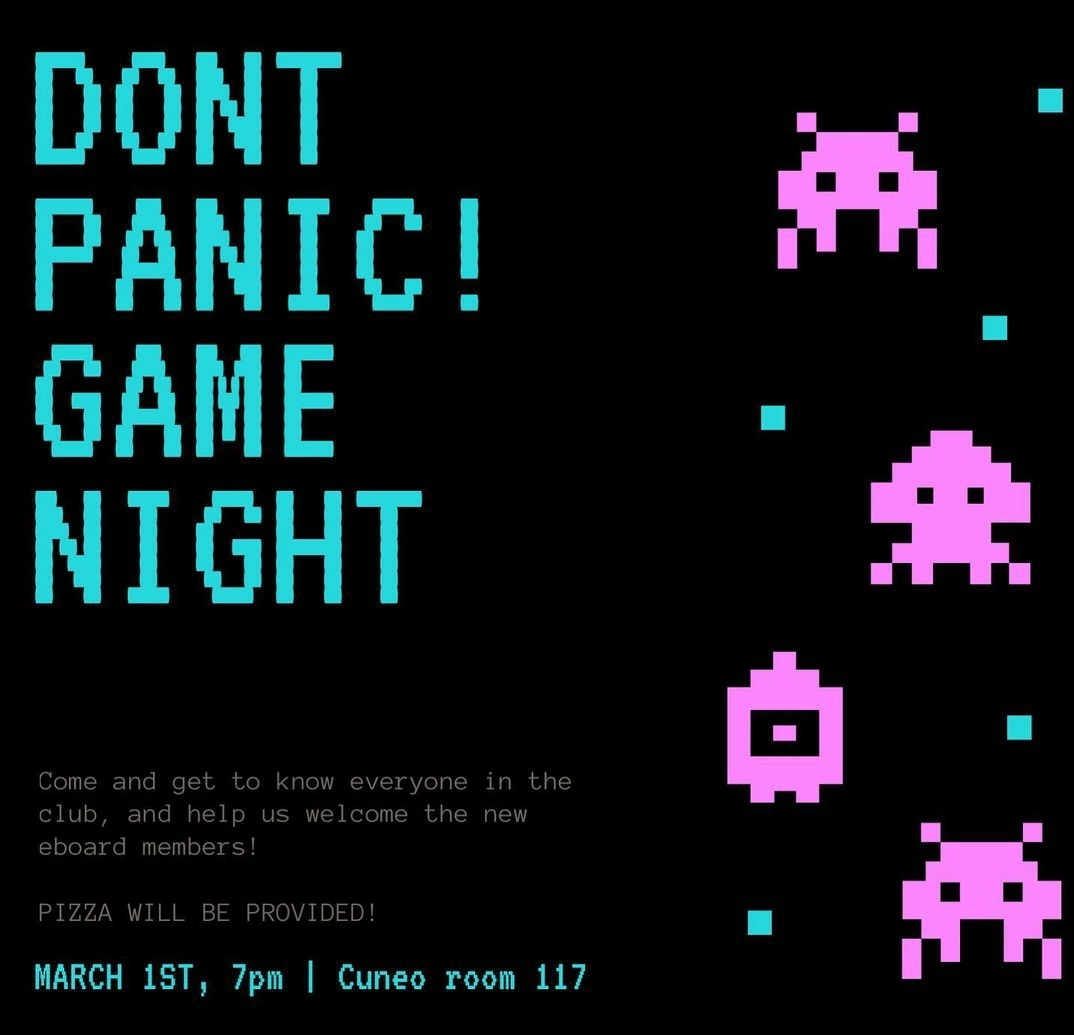 DONT
PANIC!
GAME
NIGHT
Come and get to know everyone in the
club, and help us welcome the new
eboard members!
PIZZA WILL BE PROVIDED!
MARCH 1ST, 7pm | Cuneo room 117